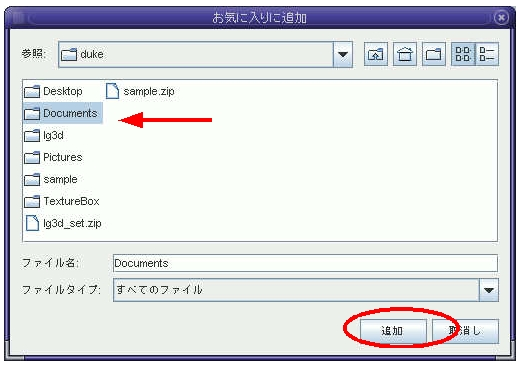 お気に入りに追加
参照: duke
Desktop
Documents
lg3d
Pictures
sample
TextureBox
lg3d_set.zip
sample.zip
ファイル名: Documents
ファイルタイプ: すべてのファイル
追加 取消し